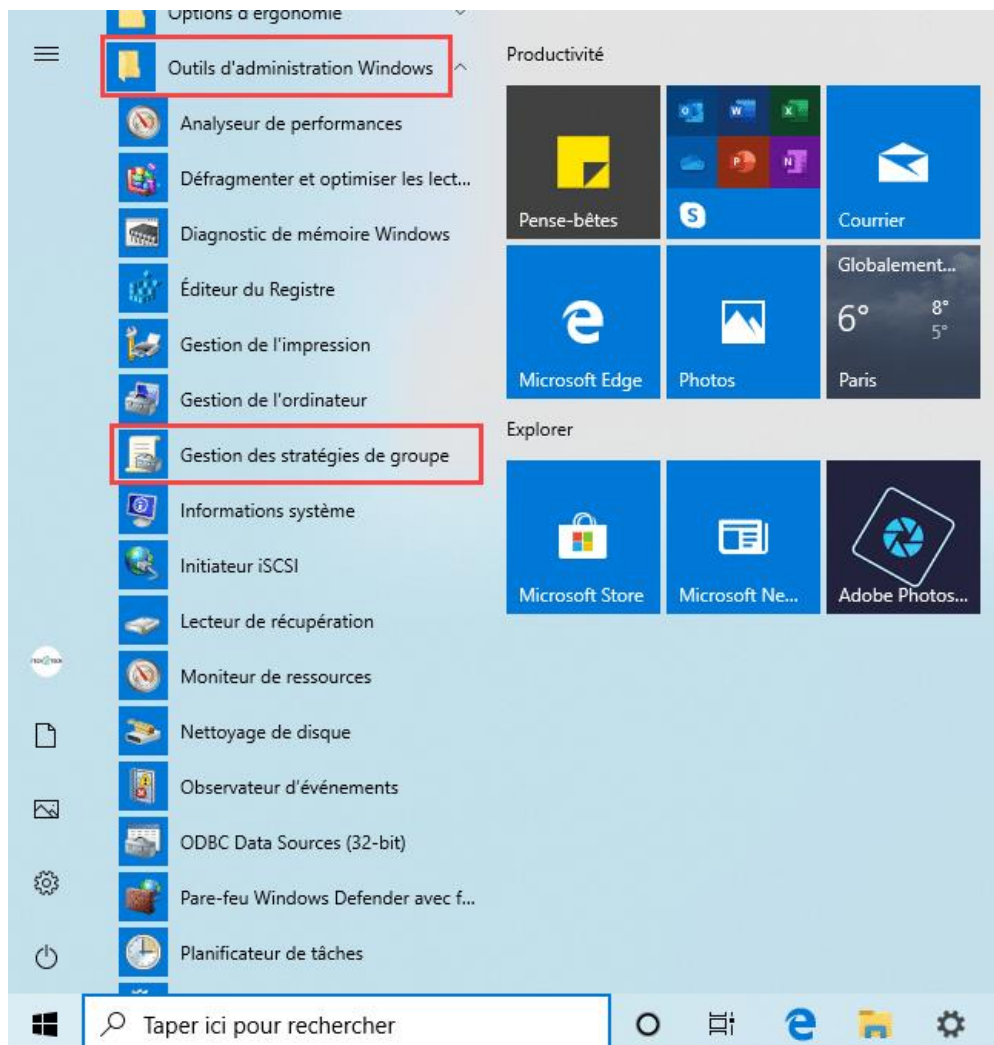 Options d'ergonomie
Outils d'administration Windows
Analyseur de performances
Défragmenter et optimiser les lect...
Diagnostic de mémoire Windows
Éditeur du Registre
Gestion de l'impression
Gestion de l'ordinateur
Gestion des stratégies de groupe
Informations système
Initiateur iSCSI
Lecteur de récupération
Moniteur de ressources
Nettoyage de disque
Observateur d'événements
ODBC Data Sources (32-bit)
Pare-feu Windows Defender avec f...
Planificateur de tâches
Productivité
Pense-bêtes
Courrier
Microsoft Edge
Photos
Globalement...
6°
8°
5°
Paris
Explorer
Microsoft Store
Microsoft Ne...
Adobe Photos...
Taper ici pour rechercher